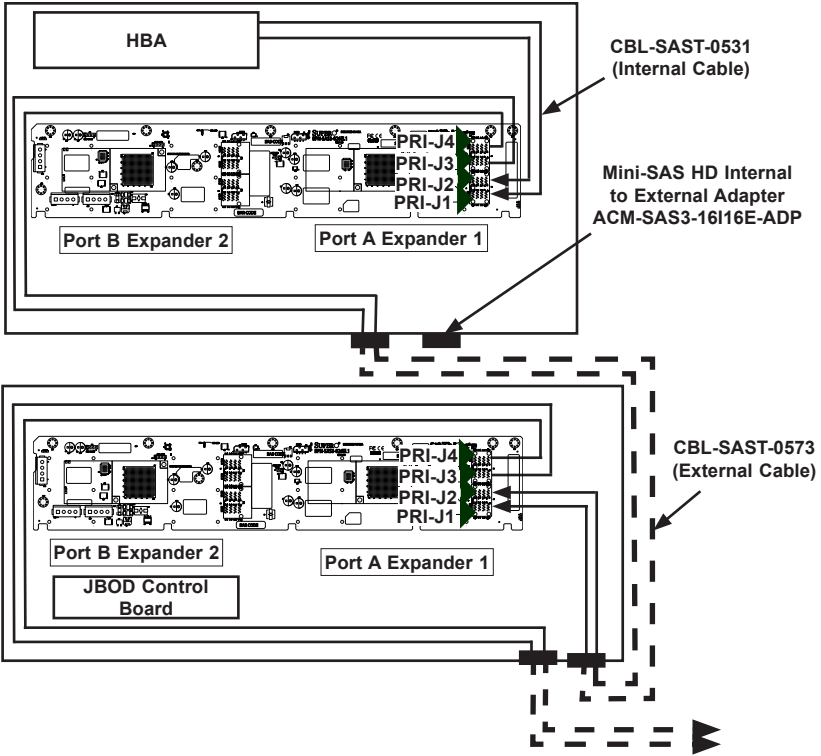 HBA
CBL-SAST-0531
(Internal Cable)
PRI-J4
PRI-J3
PRI-J2
PRI-J1
Mini-SAS HD Internal
to External Adapter
ACM-SAS3-16I16E-ADP
Port B Expander 2
Port A Expander 1
PRI-J4
PRI-J3
PRI-J2
PRI-J1
CBL-SAST-0573
(External Cable)
Port B Expander 2
Port A Expander 1
JBOD Control
Board